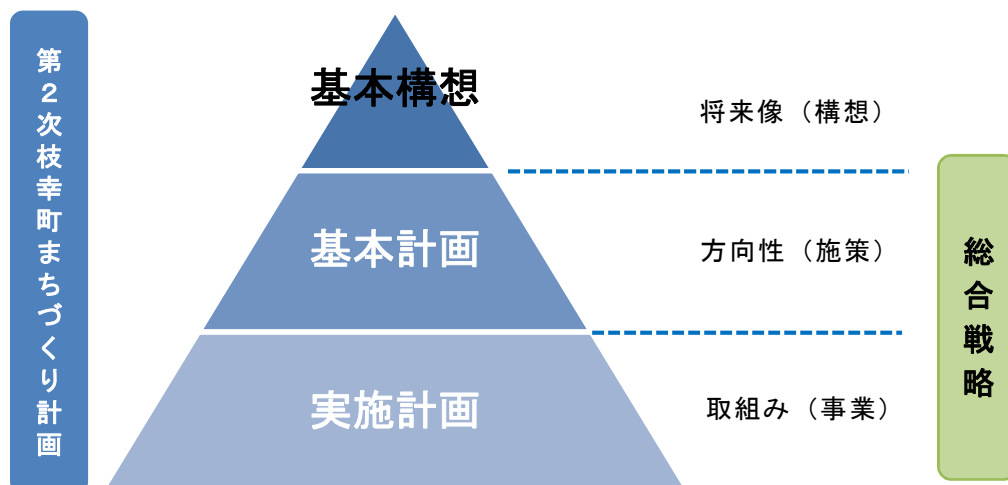 第２次枝幸町まちづくり計画
基本構想
将来像（構想）
基本計画
方向性（施策）
実施計画
取組み（事業）
総合戦略